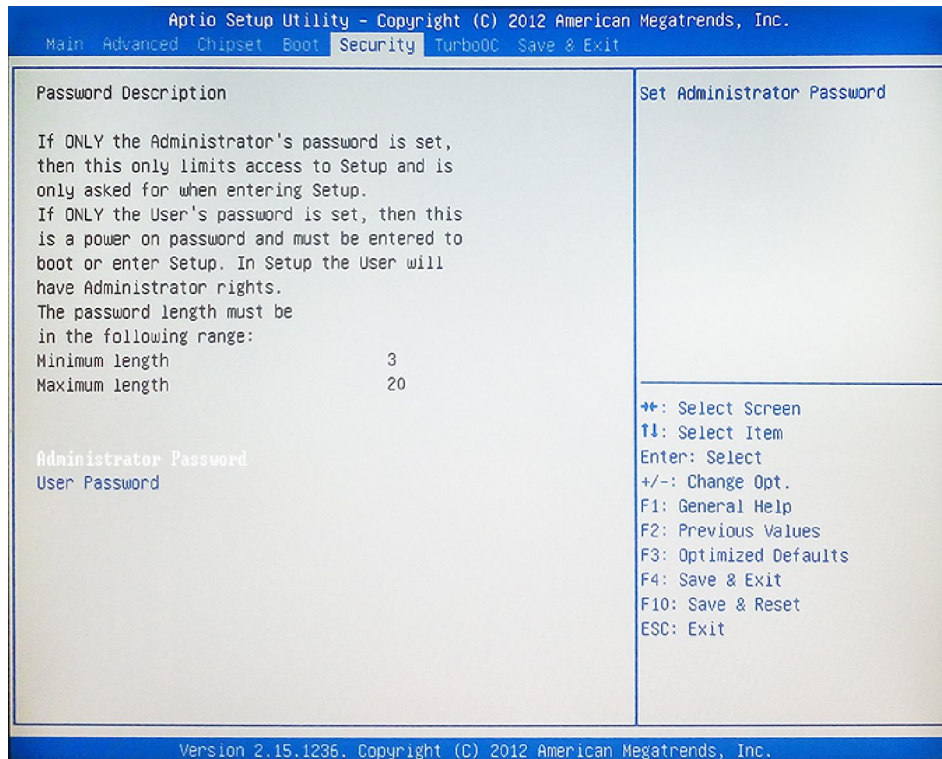 Aptio Setup Utility - Copyright (C) 2012 American Megatrends, Inc.
Main Advanced Chipset Boot Security TurboOC Save & Exit
Password Description
If ONLY the Administrator's password is set,
then this only limits access to Setup and is
only asked for when entering Setup.
If ONLY the User's password is set, then this
is a power on password and must be entered to
boot or enter Setup. In Setup the User will
have Administrator rights.
The password length must be
in the following range:
Minimum length 3
Maximum length 20
Administrator Password
User Password
Set Administrator Password
→←: Select Screen
↑↓: Select Item
Enter: Select
+/-: Change Opt.
F1: General Help
F2: Previous Values
F3: Optimized Defaults
F4: Save & Exit
F10: Save & Reset
ESC: Exit
Version 2.15.1236. Copyright (C) 2012 American Megatrends, Inc.